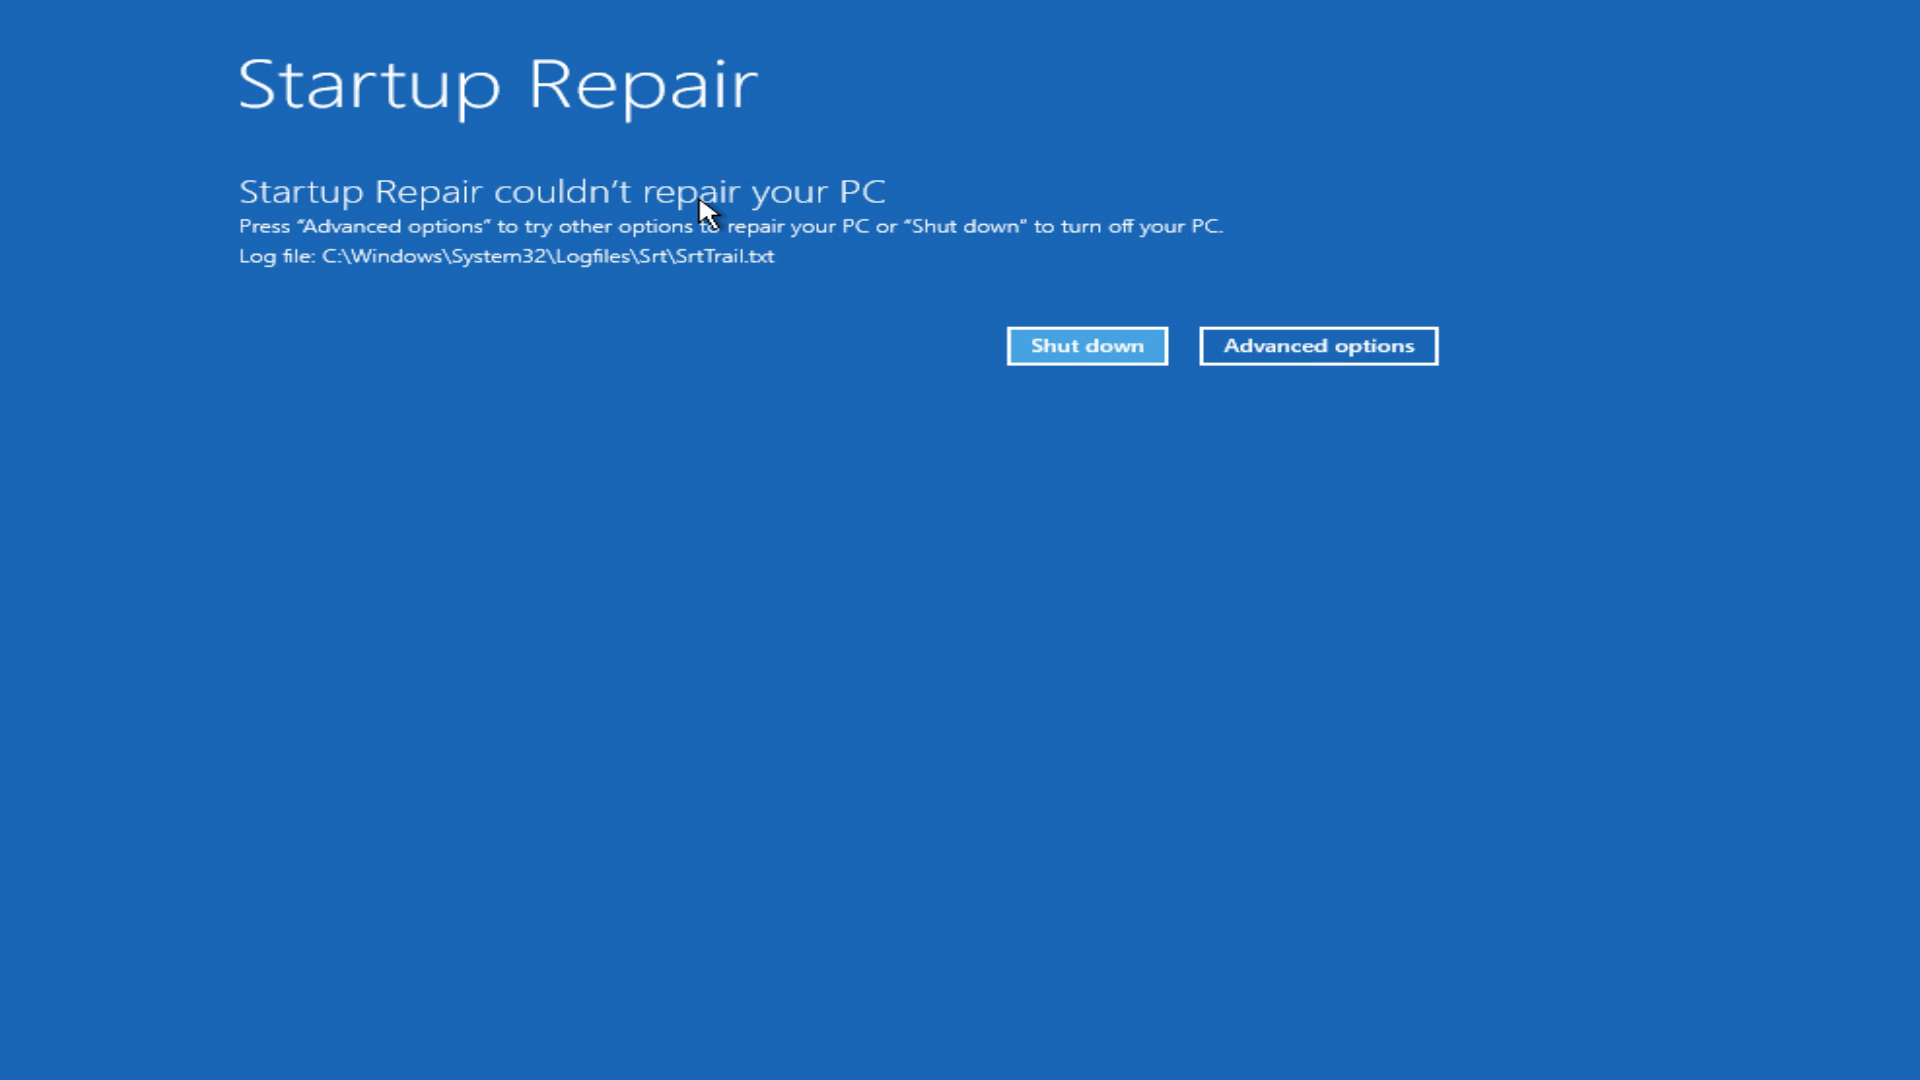 Startup Repair
Startup Repair couldn't repair your PC
Press “Advanced options” to try other options to repair your PC or “Shut down” to turn off your PC.
Log file: C:\Windows\System32\Logfiles\Srt\SrtTrail.txt
Shut down
Advanced options